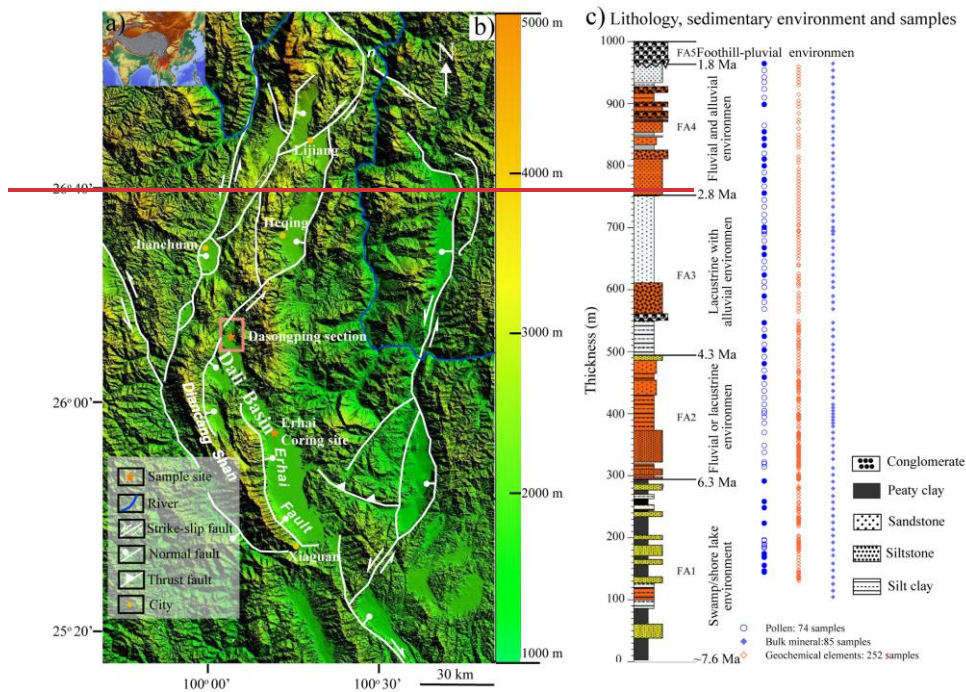 a)
b)
N
5000 m
4000 m
3000 m
2000 m
1000 m
Lijiang
26°40'
Heqing
Jianchuan
Dasongping section
Dali Basin
26°00'
Diancang Shan
Erhai
Coring site
Erhai Fault
Xiaguan
Sample site
River
Strike-slip fault
Normal fault
Thrust fault
City
25°20'
100°00'
100°30'
30 km
c) Lithology, sedimentary environment and samples
Thickness (m)
1000
900
800
700
600
500
400
300
200
100
0
FA5 Foothill-pluvial environmen
1.8 Ma
FA4
Fluvial and alluvial
environment
2.8 Ma
FA3
Lacustrine with
alluvial environment
4.3 Ma
FA2
Fluvial or lacustrine
environment
6.3 Ma
FA1
Swamp/shore lake
environment
~7.6 Ma
Conglomerate
Peaty clay
Sandstone
Siltstone
Silt clay
Pollen: 74 samples
Bulk mineral:85 samples
Geochemical elements: 252 samples